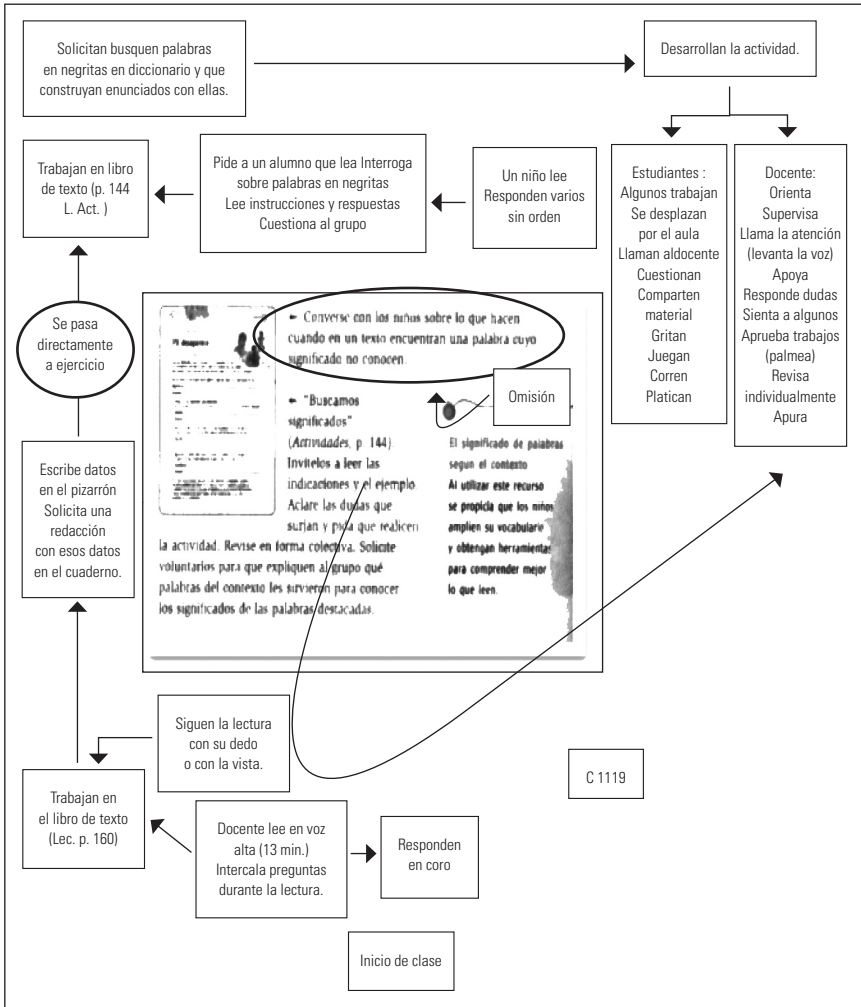 Solicitan busquen palabras
en negritas en diccionario y que
construyan enunciados con ellas.
Desarrollan la actividad.
Trabajan en libro
de texto (p. 144
L. Act. )
Pide a un alumno que lea Interroga
sobre palabras en negritas
Lee instrucciones y respuestas
Cuestiona al grupo
Un niño lee
Responden varios
sin orden
Estudiantes :
Algunos trabajan
Se desplazan
por el aula
Llaman aldocente
Cuestionan
Comparten
material
Gritan
Juegan
Corren
Platican
Docente:
Orienta
Supervisa
Llama la atención
(levanta la voz)
Apoya
Responde dudas
Sienta a algunos
Aprueba trabajos
(palmea)
Revisa
individualmente
Apura
Se pasa
directamente
a ejercicio
Converse con los niños sobre lo que hacen
cuando en un texto encuentran una palabra cuyo
significado no conocen.
Omisión
"Buscamos
significados"
(Actividades, p. 144).
Invítelos a leer las
indicaciones y el ejemplo
Aclare las dudas que
surjan y pida que realicen
la actividad. Revise en forma colectiva. Solicite
voluntarios para que expliquen al grupo qué
palabras del contexto les sirvieron para conocer
los significados de las palabras destacadas.
El significado de palabras
segun el contexto
Al utilizar este recurso
se propicia que los niños
amplien su vocabulario
y obtengan herramientas
para comprender mejor
lo que leen.
Escribe datos
en el pizarrón
Solicita una
redacción
con esos datos
en el cuaderno.
Siguen la lectura
con su dedo
o con la vista.
Trabajan en
el libro de texto
(Lec. p. 160)
Docente lee en voz
alta (13 min.)
Intercala preguntas
durante la lectura.
Responden
en coro
C 1119
Inicio de clase